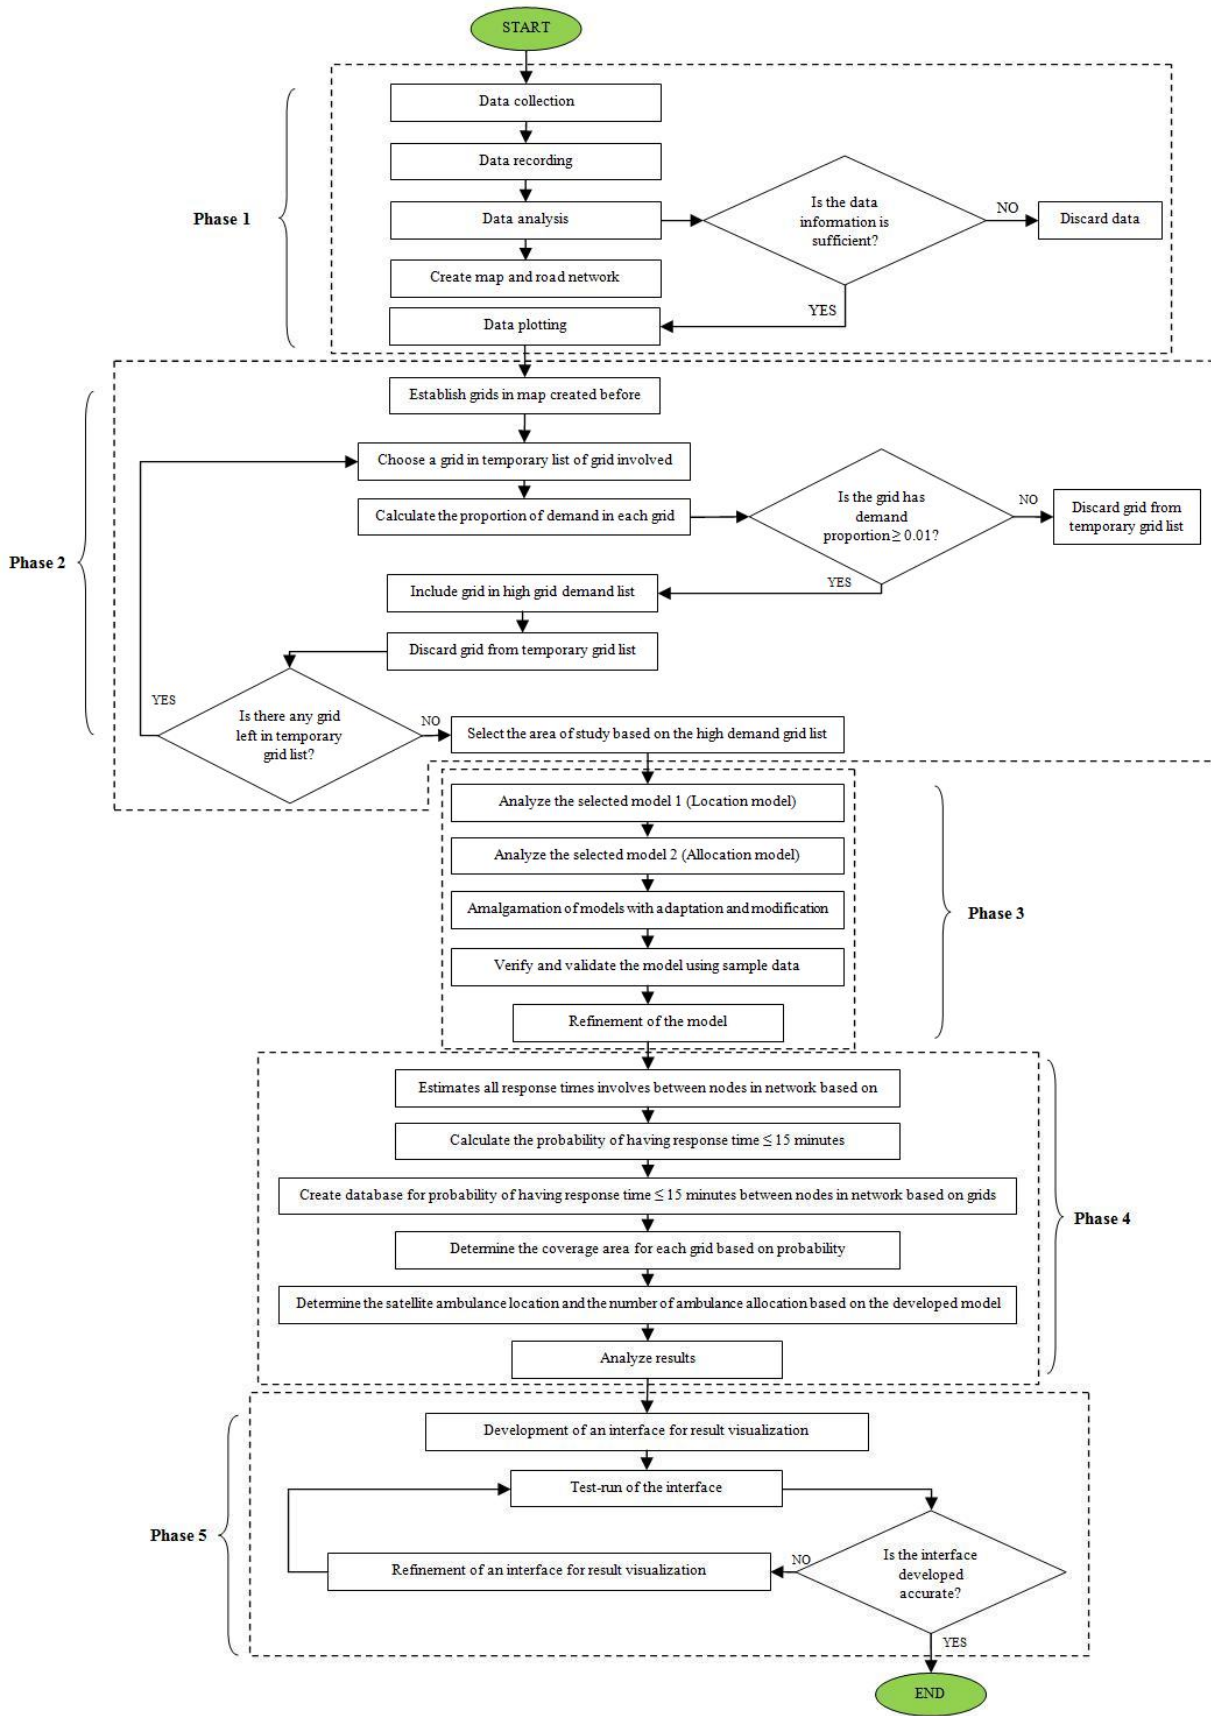 START
Data collection
Data recording
Phase 1
Data analysis
Is the data
information is
sufficient?
NO
Discard data
Create map and road network
YES
Data plotting
Establish grids in map created before
Choose a grid in temporary list of grid involved
Calculate the proportion of demand in each grid
Is the grid has
demand
proportion ≥ 0.01?
NO
Discard grid from
temporary grid list
Phase 2
YES
Include grid in high grid demand list
Discard grid from temporary grid list
YES
Is there any grid
left in temporary
grid list?
NO
Select the area of study based on the high demand grid list
Analyze the selected model 1 (Location model)
Analyze the selected model 2 (Allocation model)
Amalgamation of models with adaptation and modification
Phase 3
Verify and validate the model using sample data
Refinement of the model
Estimates all response times involves between nodes in network based on
Calculate the probability of having response time ≤ 15 minutes
Create database for probability of having response time ≤ 15 minutes between nodes in network based on grids
Phase 4
Determine the coverage area for each grid based on probability
Determine the satellite ambulance location and the number of ambulance allocation based on the developed model
Analyze results
Development of an interface for result visualization
Test-run of the interface
Phase 5
Refinement of an interface for result visualization
NO
Is the interface
developed
accurate?
YES
END